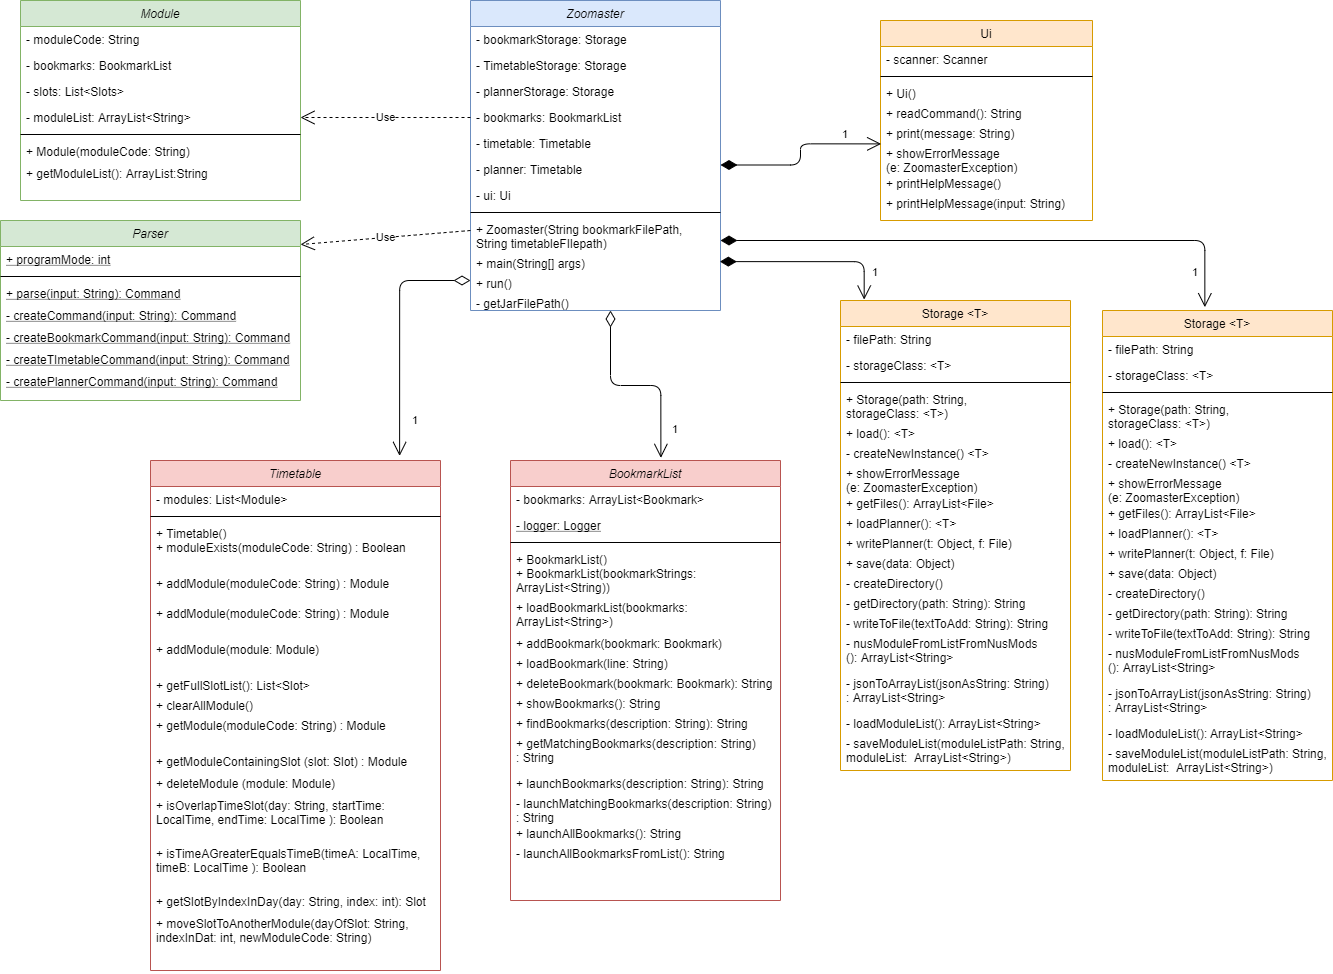 Module
- moduleCode: String
- bookmarks: BookmarkList
- slots: List<Slots>
- moduleList: ArrayList<String>
+ Module(moduleCode: String)
+ getModuleList(): ArrayList:String
Parser
+ programMode: int
+ parse(input: String): Command
- createCommand(input: String): Command
- createBookmarkCommand(input: String): Command
- createTImetableCommand(input: String): Command
- createPlannerCommand(input: String): Command
Use
Use
Zoomaster
- bookmarkStorage: Storage
- TimetableStorage: Storage
- plannerStorage: Storage
- bookmarks: BookmarkList
- timetable: Timetable
- planner: Timetable
- ui: Ui
+ Zoomaster(String bookmarkFilePath,
String timetableFIlepath)
+ main(String[] args)
+ run()
- getJarFilePath()
1
Ui
- scanner: Scanner
+ Ui()
+ readCommand(): String
+ print(message: String)
+ showErrorMessage
(e: ZoomasterException)
+ printHelpMessage()
+ printHelpMessage(input: String)
1
1
1
1
Timetable
- modules: List<Module>
+ Timetable()
+ moduleExists(moduleCode: String) : Boolean
+ addModule(moduleCode: String) : Module
+ addModule(moduleCode: String) : Module
+ addModule(module: Module)
+ getFullSlotList(): List<Slot>
+ clearAllModule()
+ getModule(moduleCode: String) : Module
+ getModuleContainingSlot (slot: Slot) : Module
+ deleteModule (module: Module)
+ isOverlapTimeSlot(day: String, startTime:
LocalTime, endTime: LocalTime ): Boolean
+ isTimeAGreaterEqualsTimeB(timeA: LocalTime,
timeB: LocalTime ): Boolean
+ getSlotByIndexInDay(day: String, index: int): Slot
+ moveSlotToAnotherModule(dayOfSlot: String,
indexInDat: int, newModuleCode: String)
BookmarkList
- bookmarks: ArrayList<Bookmark>
- logger: Logger
+ BookmarkList()
+ BookmarkList(bookmarkStrings:
ArrayList<String))
+ loadBookmarkList(bookmarks:
ArrayList<String>)
+ addBookmark(bookmark: Bookmark)
+ loadBookmark(line: String)
+ deleteBookmark(bookmark: Bookmark): String
+ showBookmarks(): String
+ findBookmarks(description: String): String
+ getMatchingBookmarks(description: String)
: String
+ launchBookmarks(description: String): String
- launchMatchingBookmarks(description: String)
: String
+ launchAllBookmarks(): String
- launchAllBookmarksFromList(): String
Storage <T>
- filePath: String
- storageClass: <T>
+ Storage(path: String,
storageClass: <T>)
+ load(): <T>
- createNewInstance() <T>
+ showErrorMessage
(e: ZoomasterException)
+ getFiles(): ArrayList<File>
+ loadPlanner(): <T>
+ writePlanner(t: Object, f: File)
+ save(data: Object)
- createDirectory()
- getDirectory(path: String): String
- writeToFile(textToAdd: String): String
- nusModuleFromListFromNusMods
(): ArrayList<String>
- jsonToArrayList(jsonAsString: String)
: ArrayList<String>
- loadModuleList(): ArrayList<String>
- saveModuleList(moduleListPath: String,
moduleList: ArrayList<String>)
Storage <T>
- filePath: String
- storageClass: <T>
+ Storage(path: String,
storageClass: <T>)
+ load(): <T>
- createNewInstance() <T>
+ showErrorMessage
(e: ZoomasterException)
+ getFiles(): ArrayList<File>
+ loadPlanner(): <T>
+ writePlanner(t: Object, f: File)
+ save(data: Object)
- createDirectory()
- getDirectory(path: String): String
- writeToFile(textToAdd: String): String
- nusModuleFromListFromNusMods
(): ArrayList<String>
- jsonToArrayList(jsonAsString: String)
: ArrayList<String>
- loadModuleList(): ArrayList<String>
- saveModuleList(moduleListPath: String,
moduleList: ArrayList<String>)